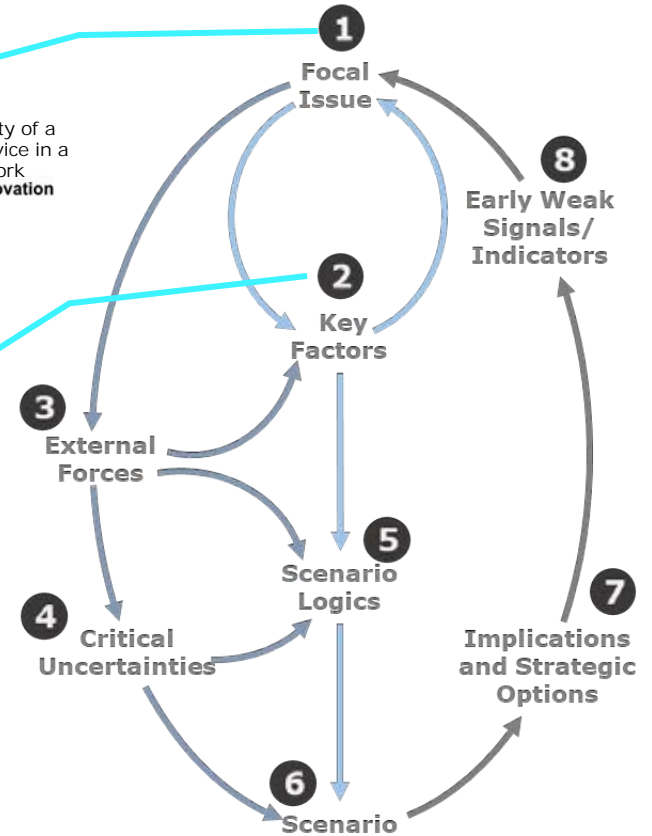 1
Focal
Issue
ty of a
vice in a
ork
ovation
8
Early Weak
Signals/
Indicators
2
Key
Factors
3
External
Forces
5
Scenario
Logics
4
Critical
Uncertainties
7
Implications
and Strategic
Options
6
Scenario